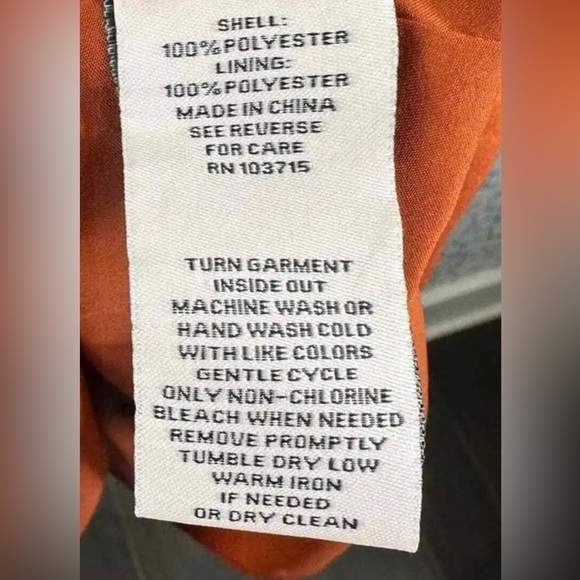 SHELL:
100% POLYESTER
LINING:
100% POLYESTER
MADE IN CHINA
SEE REVERSE
FOR CARE
RN 103715
TURN GARMENT
INSIDE OUT
MACHINE WASH OR
HAND WASH COLD
WITH LIKE COLORS
GENTLE CYCLE
ONLY NON-CHLORINE
BLEACH WHEN NEEDED
REMOVE PROMPTLY
TUMBLE DRY LOW
WARM IRON
IF NEEDED
OR DRY CLEAN